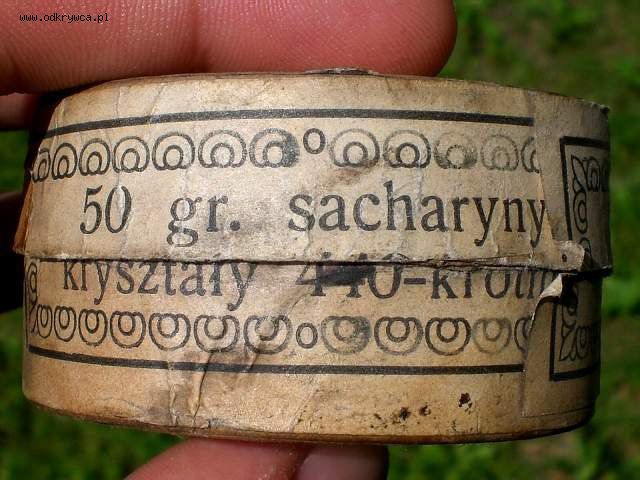 www.odkrywca.pl
50 gr. sacharyny
kryształy 440-krotn